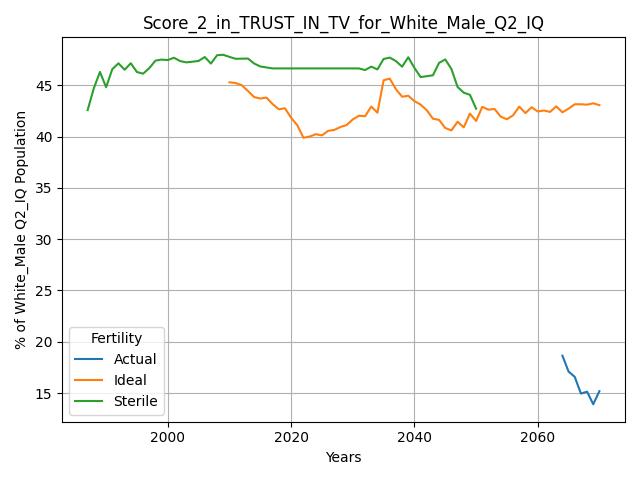 Score_2_in_TRUST_IN_TV_for_White_Male_Q2_IQ
% of White_Male Q2_IQ Population
45
40
35
30
25
20
15
Fertility
Actual
Ideal
Sterile
2000
2020
2040
2060
Years